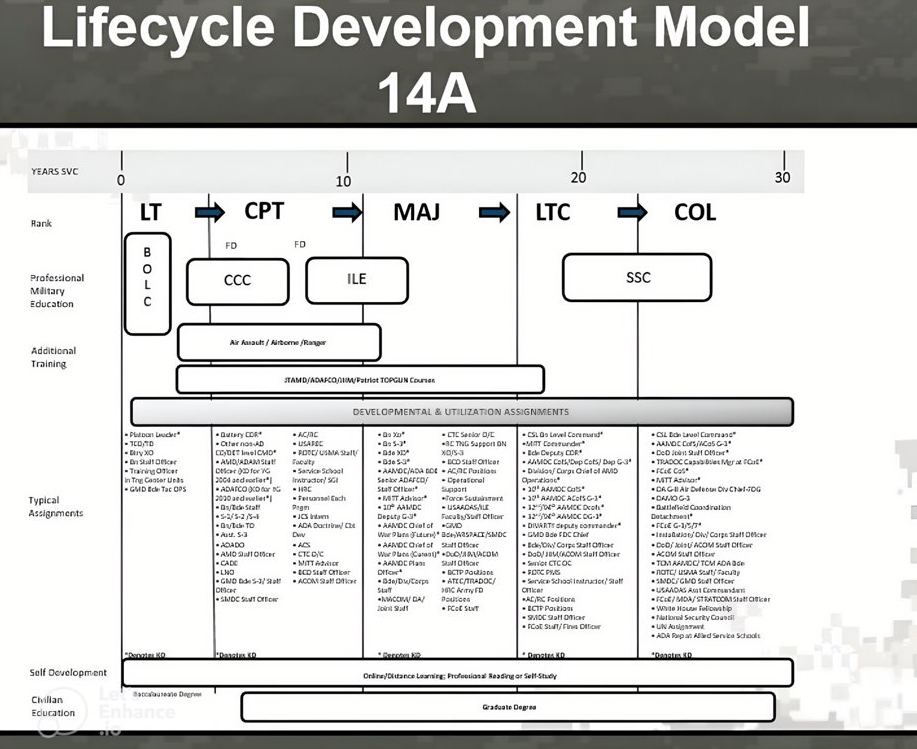 Lifecycle Development Model
14A
YEARS SVC
0
10
20
30
Rank
LT
CPT
MAJ
LTC
COL
FD
FD
Professional
Military
Education
B
O
L
C
CCC
ILE
SSC
Additional
Training
Air Assault / Airborne /Ranger
JTAMD/ADAFCO/JIIM/Patriot TOPGUN Courses
DEVELOPMENTAL & UTILIZATION ASSIGNMENTS
Typical
Assignments
• Platoon Leader*
• TCO/TD
• Btry XO
• Bn Staff Officer
• Training Officer
in Tng Center Units
• GMD Bde Tac OPS
• Battery CDR*
• Other non-AD
CO/DET level CMD*
• AMD/ADAM Staff
Officer (KD for YG
2004 and earlier*)
• ADAFCO (KD for YG
2010 and earlier*)
• Bn/Bde Staff
• S-1/S-2 /S-4
• Bn/Bde TD
• Asst. S-3
• ADADO
• AMD Staff Officer
• CADE
• LNO
• GMD Bde S-3/ Staff
Officer
• SMDC Staff Officer
• AC/RC
• USAREC
• ROTC/ USMA Staff/
Faculty
• Service School
Instructor/ SGI
• HRC
• Personnel Exch
Prgm
• JCS Intern
• ADA Doctrine/ Cbt
Dev
• ACS
• CTC O/C
• MiTT Advisor
• BCD Staff Officer
• ACOM Staff Officer
• Bn XO*
• Bn S-3*
• Bde XO*
• Bde S-3*
• AAMDC/ADA BDE
Senior ADAFCO/
Staff Officer*
• MiTT Advisor*
• 10th AAMDC
Deputy G-3*
• AAMDC Chief of
War Plans (Future)*
• AAMDC Chief of
War Plans (Current)*
• AAMDC Plans
Officer*
• Bde/Div/Corps
Staff
•MACOM/ DA/
Joint Staff
• CTC Senior O/C
•RC TNG Support BN
XO/S-3
• BCD Staff Officer
• AC/RC Positions
• Operational
Support
•Force Sustainment
• USAADAS/ILE
Faculty/Staff Officer
•GMD
Bde/ARSPACE/SMDC
Staff Officer
•DoD/JIIM/ACOM
Staff Officer
• BCTP Positions
• ATEC/TRADOC/
HRC Army FD
Positions
• FCoE Staff
• CSL Bn Level Command*
•MiTT Commander*
• Bde Deputy CDR*
• AAMDC CofS/Dep CofS/ Dep G-3*
• Division/ Corps Chief of AMD
Operations*
• 10th AAMDC CofS*
• 10th AAMDC ACofS G-3*
• DIVARTY deputy commander*
• GMD Bde FDC Chief
• Bde/Div/ Corps Staff Officer
• DoD/ JIIM/ACOM Staff Officer
• Senior CTC OC
• ROTC PMS
• Service School Instructor/ Staff
Officer
•AC/RC Positions
• BCTP Positions
• SMDC Staff Officer
• FCoE Staff/ Fires Officer
• CSL Bde Level Command*
• AAMDC CofS/ACoS G-3*
• DoD Joint Staff Officer*
• TRADOC Capabilities Mgr at FCoE*
• FCoE CoS*
• MiTT Advisor*
• DA G-8 Air Defense Div Chief-FDG
• DAMO G-3
• Battlefield Coordination
Detachment*
• FCoE G-3/5/7*
• Installation/ Div/ Corps Staff Officer
• DoD/ Joint/ ACOM Staff Officer
• ACOM Staff Officer
• TCM AAMDC/ TCM ADA Bde
• ROTC/ USMA Staff/ Faculty
• SMDC/ GMD Staff Officer
• USAADAS Asst Commandant
• FCoE/ MDA/ STRATCOM Staff Officer
• White House Fellowship
• National Security Council
• UN Assignment
• ADA Rep at Allied Service Schools
*Denotes KD
*Denotes KD
* Denotes KD
* Denotes KD
*Denotes KD
Self Development
Online/Distance Learning; Professional Reading or Self-Study
Civilian
Education
Baccalaureate Degree
Graduate Degree
Let's
Enhance
.io